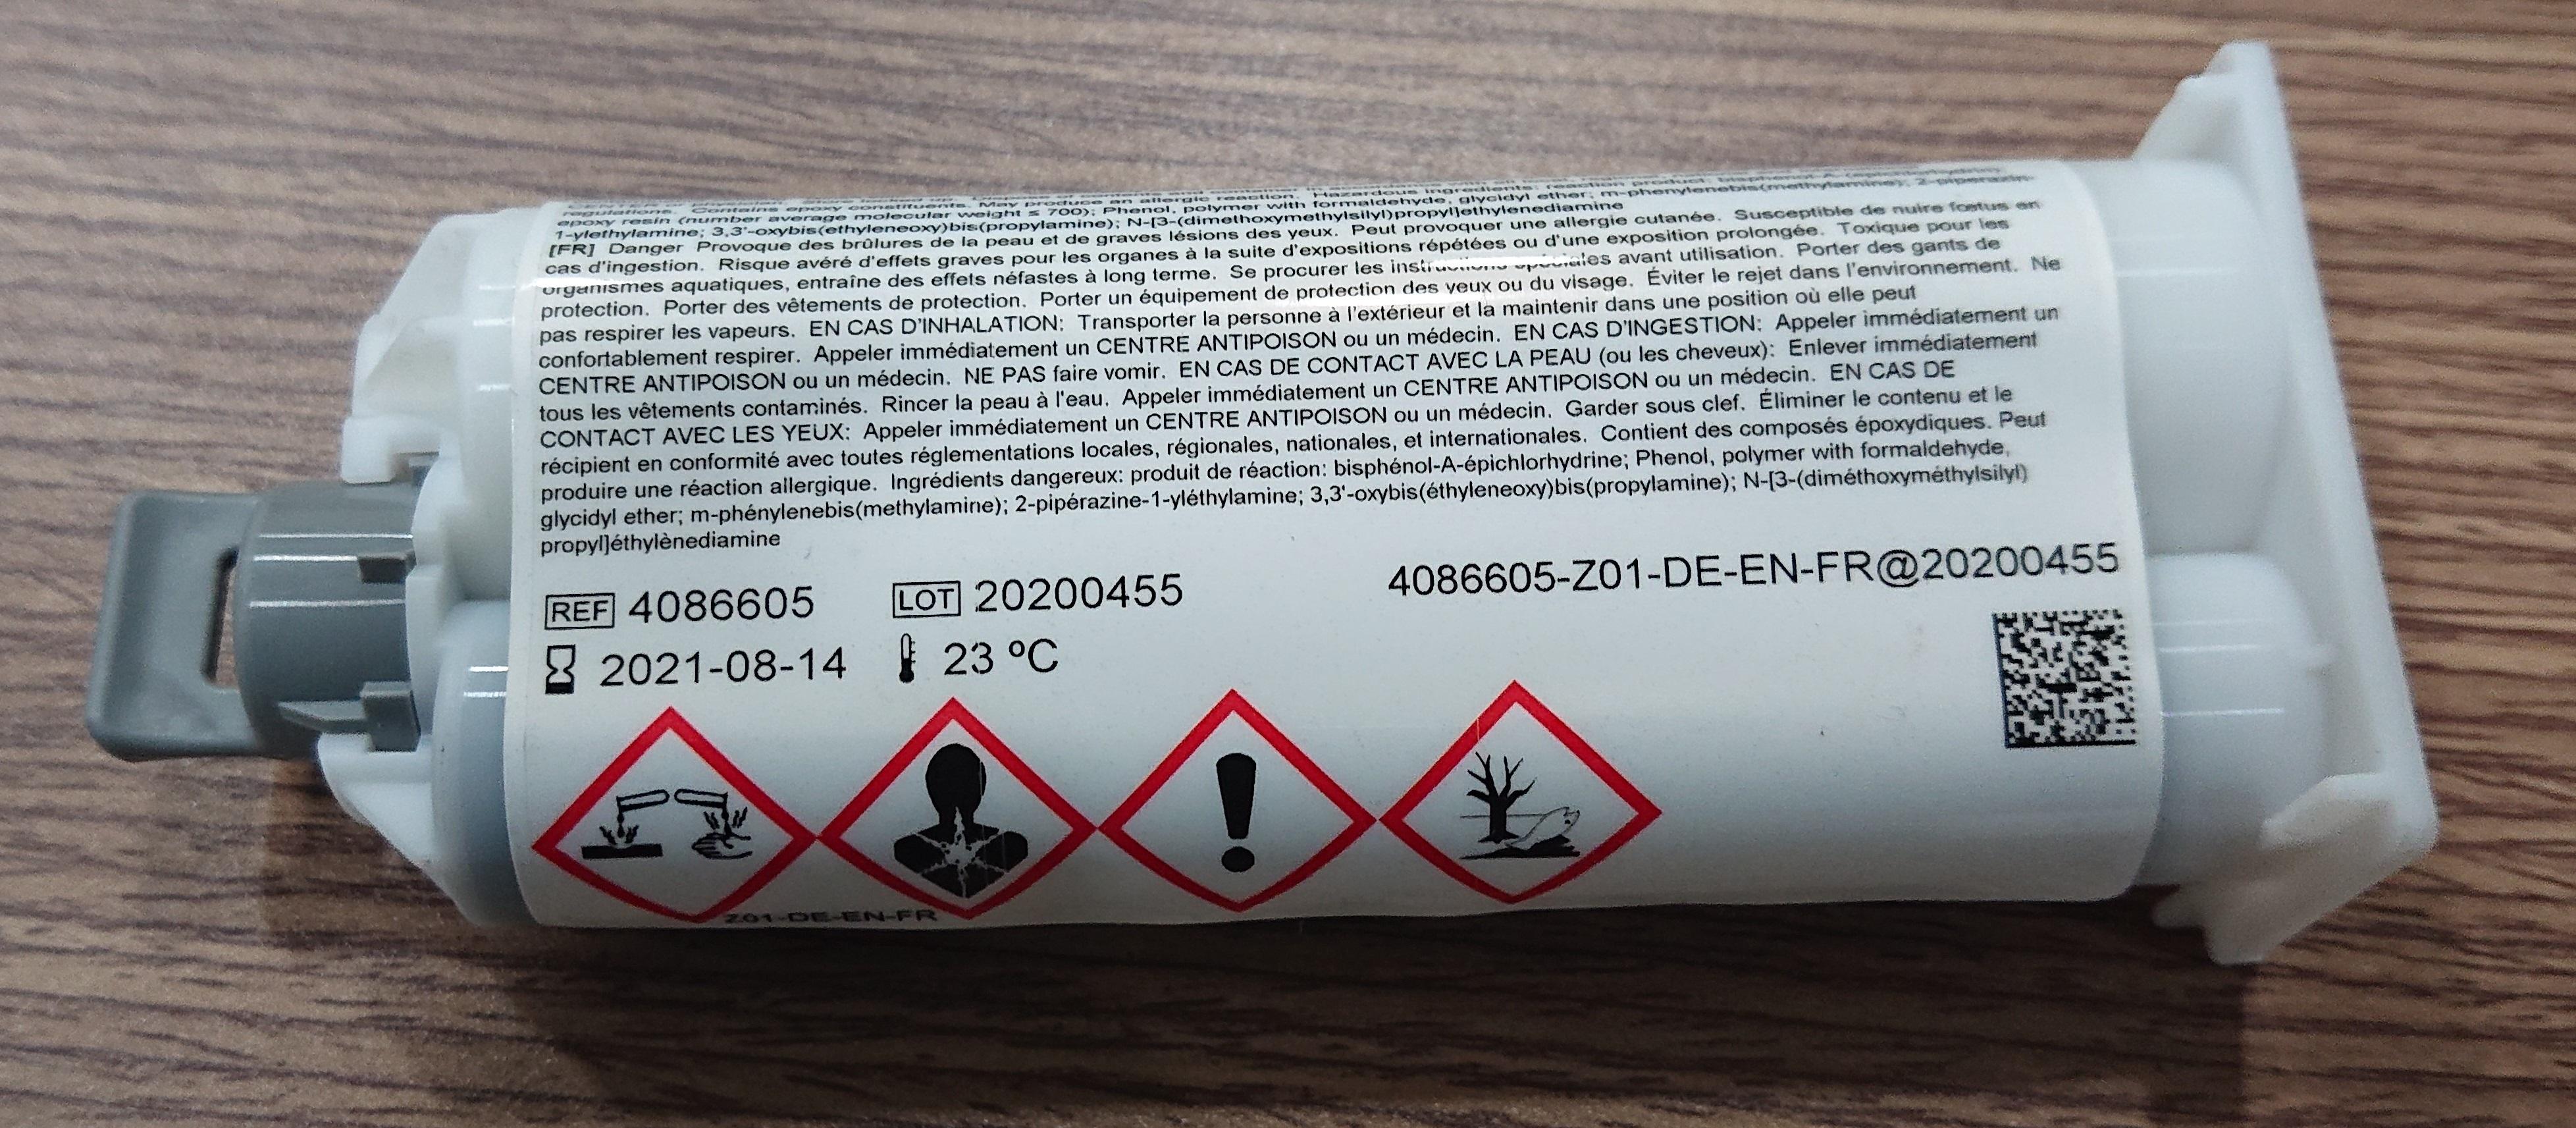 regulations. Contains epoxy constituents. May produce an allergic reaction. Hazardous ingredients: reaction product: bisphenol-A-(epichlorhydrin);
epoxy resin (number average molecular weight ≤ 700); Phenol, polymer with formaldehyde, glycidyl ether; m-phenylenebis(methylamine); 2-piperazin-
1-ylethylamine; 3,3'-oxybis(ethyleneoxy)bis(propylamine); N-[3-(dimethoxymethylsilyl)propyl]ethylenediamine
[FR] Danger Provoque des brûlures de la peau et de graves lésions des yeux. Peut provoquer une allergie cutanée. Susceptible de nuire fœtus en
cas d'ingestion. Risque avéré d'effets graves pour les organes à la suite d'expositions répétées ou d'une exposition prolongée. Toxique pour les
organismes aquatiques, entraîne des effets néfastes à long terme. Se procurer les instructions spéciales avant utilisation. Porter des gants de
protection. Porter des vêtements de protection. Porter un équipement de protection des yeux ou du visage. Éviter le rejet dans l'environnement. Ne
pas respirer les vapeurs. EN CAS D'INHALATION: Transporter la personne à l'extérieur et la maintenir dans une position où elle peut
confortablement respirer. Appeler immédiatement un CENTRE ANTIPOISON ou un médecin. EN CAS D'INGESTION: Appeler immédiatement un
CENTRE ANTIPOISON ou un médecin. NE PAS faire vomir. EN CAS DE CONTACT AVEC LA PEAU (ou les cheveux): Enlever immédiatement
tous les vêtements contaminés. Rincer la peau à l'eau. Appeler immédiatement un CENTRE ANTIPOISON ou un médecin. EN CAS DE
CONTACT AVEC LES YEUX: Appeler immédiatement un CENTRE ANTIPOISON ou un médecin. Garder sous clef. Éliminer le contenu et le
récipient en conformité avec toutes réglementations locales, régionales, nationales, et internationales. Contient des composés époxydiques. Peut
produire une réaction allergique. Ingrédients dangereux: produit de réaction: bisphénol-A-épichlorhydrine; Phenol, polymer with formaldehyde,
glycidyl ether; m-phénylenebis(methylamine); 2-pipérazine-1-yléthylamine; 3,3'-oxybis(éthyleneoxy)bis(propylamine); N-[3-(diméthoxyméthylsilyl)
propyl]éthylènediamine
REF 4086605 LOT 20200455 4086605-Z01-DE-EN-FR@20200455
2021-08-14 23 ºC
Z01-DE-EN-FR